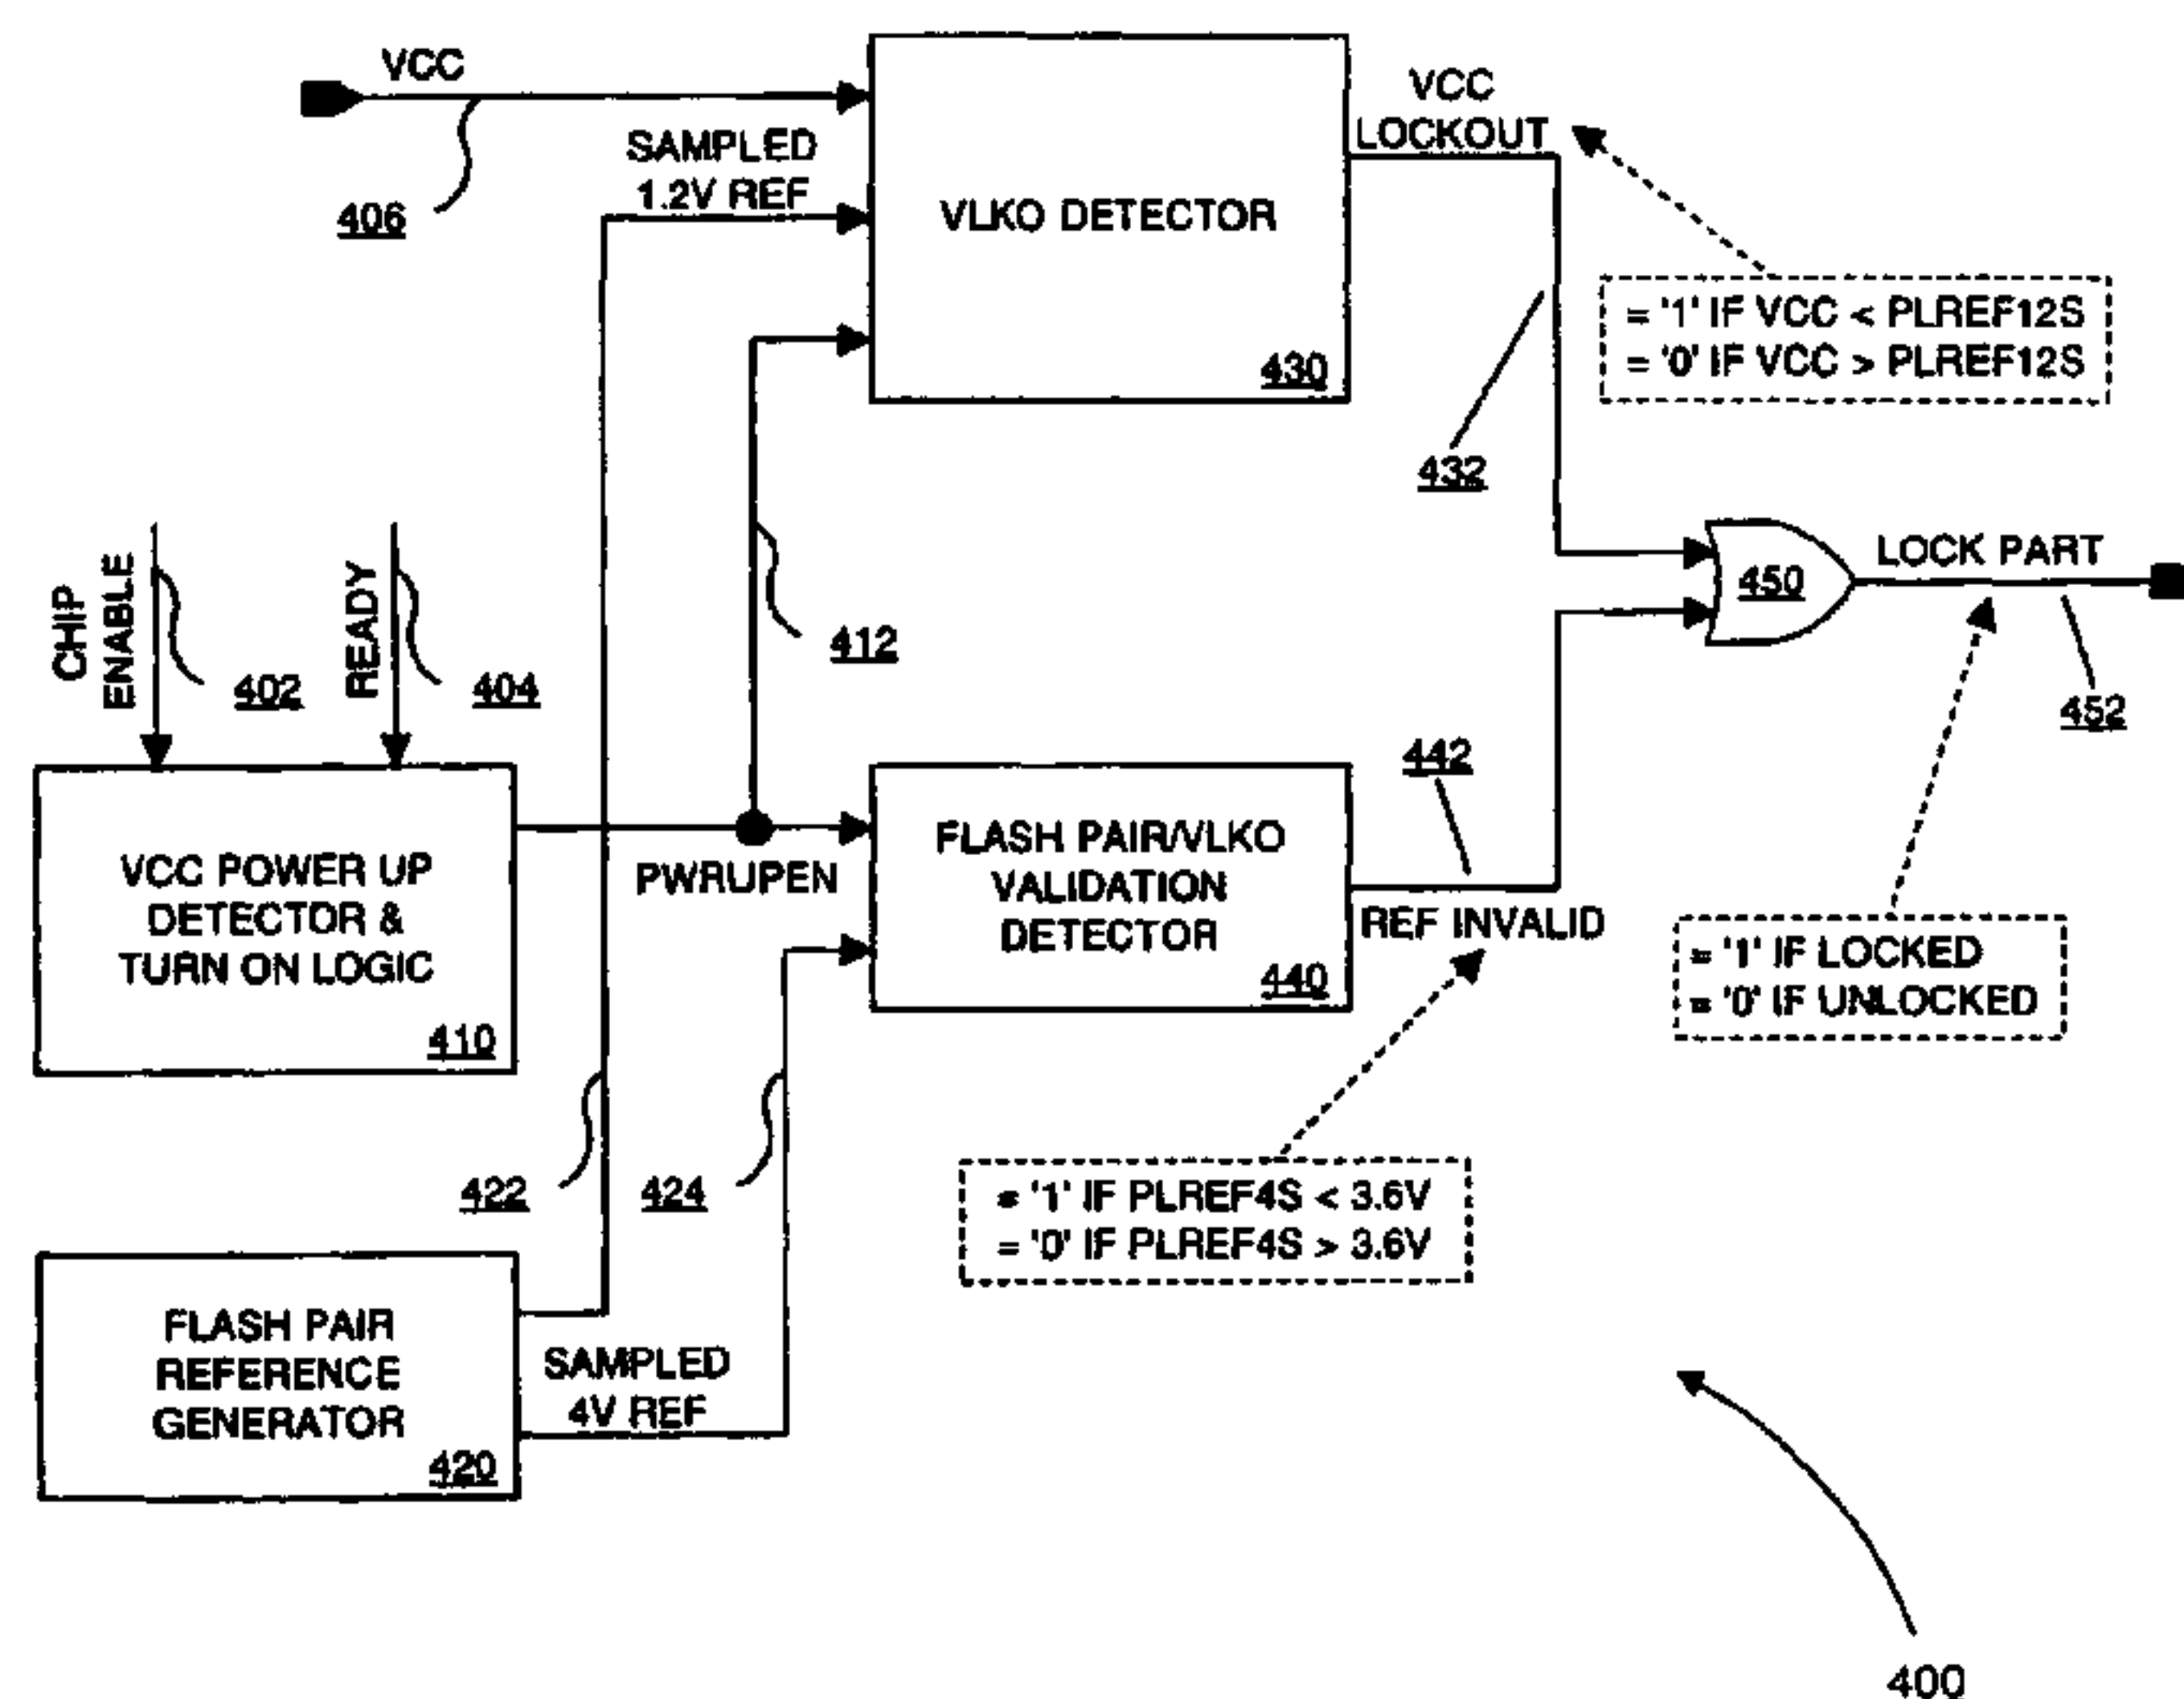 VCC
406
SAMPLED
1.2V REF
VLKO DETECTOR
430
VCC
LOCKOUT
= '1' IF VCC < PLREF12S
= '0' IF VCC > PLREF12S
432
CHIP
ENABLE
402
READY
404
412
450
LOCK PART
452
VCC POWER UP
DETECTOR &
TURN ON LOGIC
410
PWRUPEN
FLASH PAIR/VLKO
VALIDATION
DETECTOR
440
442
REF INVALID
= '1' IF LOCKED
= '0' IF UNLOCKED
422
424
= '1' IF PLREF4S < 3.6V
= '0' IF PLREF4S > 3.6V
FLASH PAIR
REFERENCE
GENERATOR
420
SAMPLED
4V REF
400